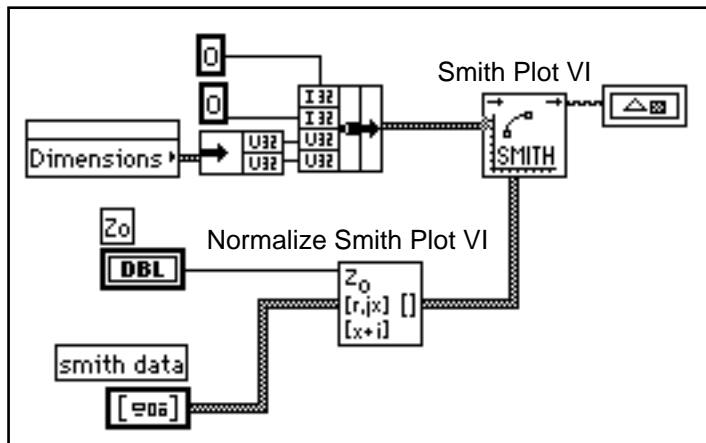 0
Smith Plot VI
I32
0
I32
Dimensions
U32
U32
U32
U32
SMITH
Zo
Normalize Smith Plot VI
DBL
Zo
[r,jx] []
[x+i]
smith data